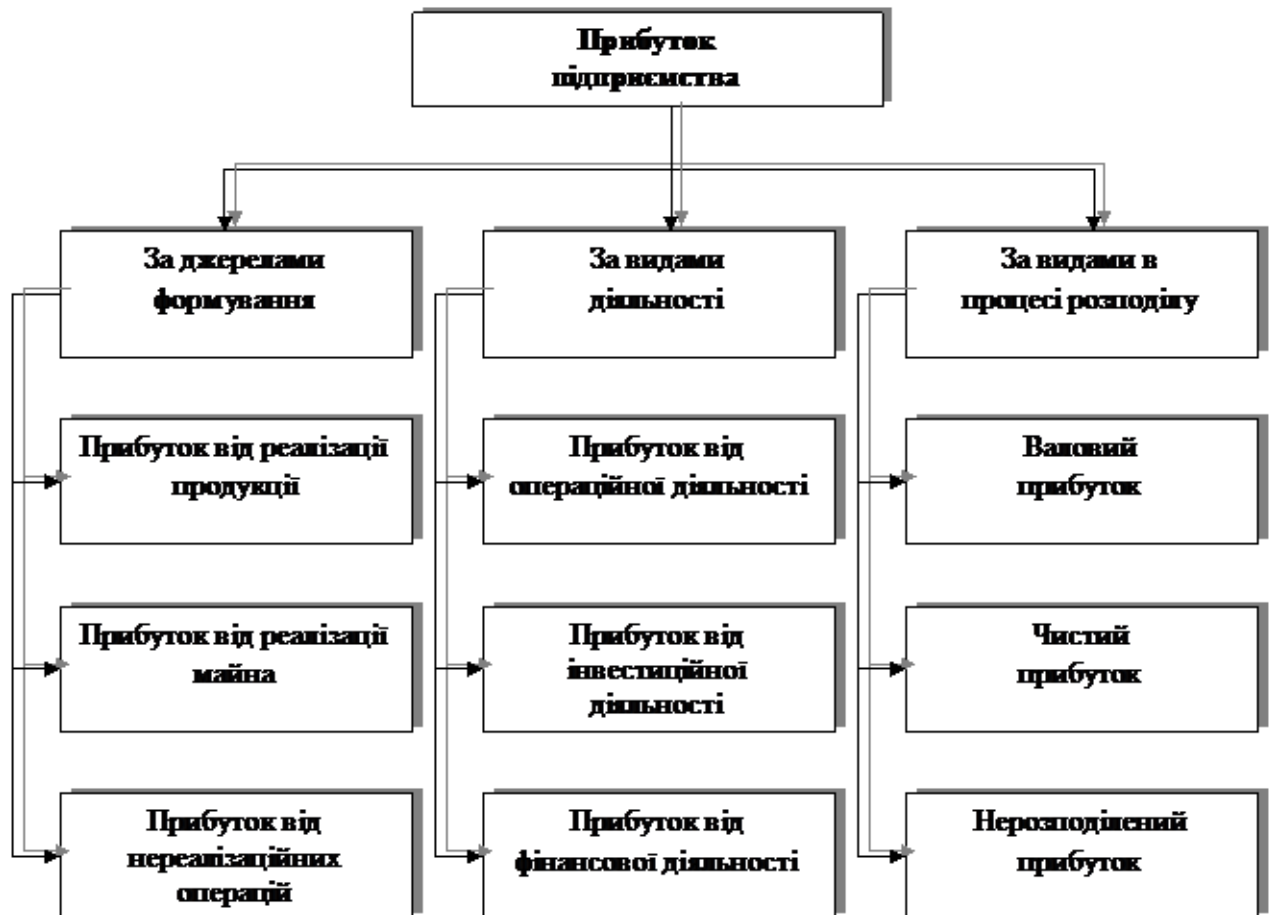 Прибуток
підприємства
За джерелами
формування
За видами
діяльності
За видами в
процесі розподілу
Прибуток від реалізації
продукції
Прибуток від
операційної діяльності
Валовий
прибуток
Прибуток від реалізації
майна
Прибуток від
інвестиційної
діяльності
Чистий
прибуток
Прибуток від
нереалізаційних
операцій
Прибуток від
фінансової діяльності
Нерозподілений
прибуток